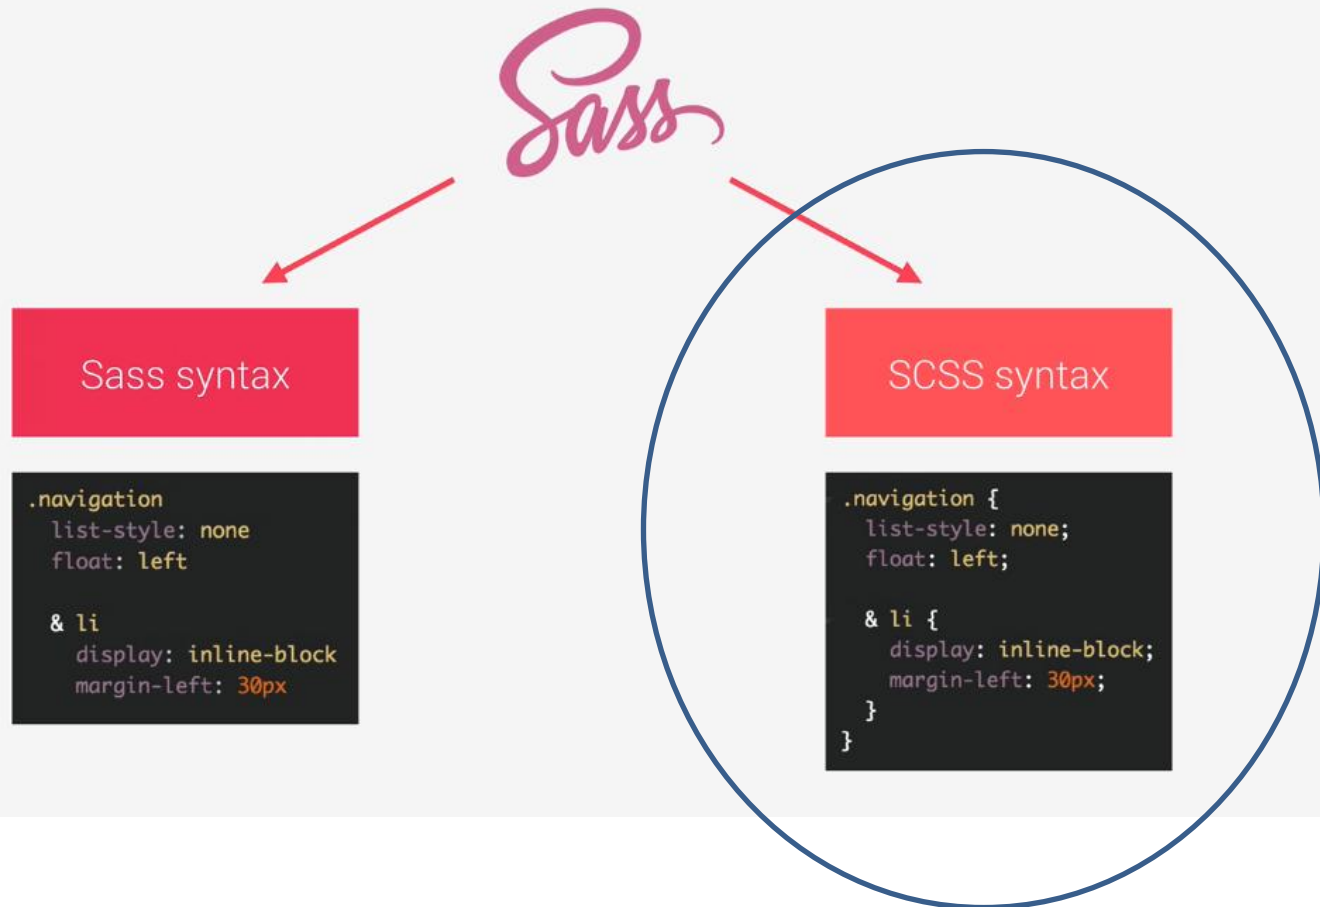 Sass
Sass syntax
.navigation
  list-style: none
  float: left
  & li
    display: inline-block
    margin-left: 30px
SCSS syntax
.navigation {
  list-style: none;
  float: left;
  & li {
    display: inline-block;
    margin-left: 30px;
  }
}